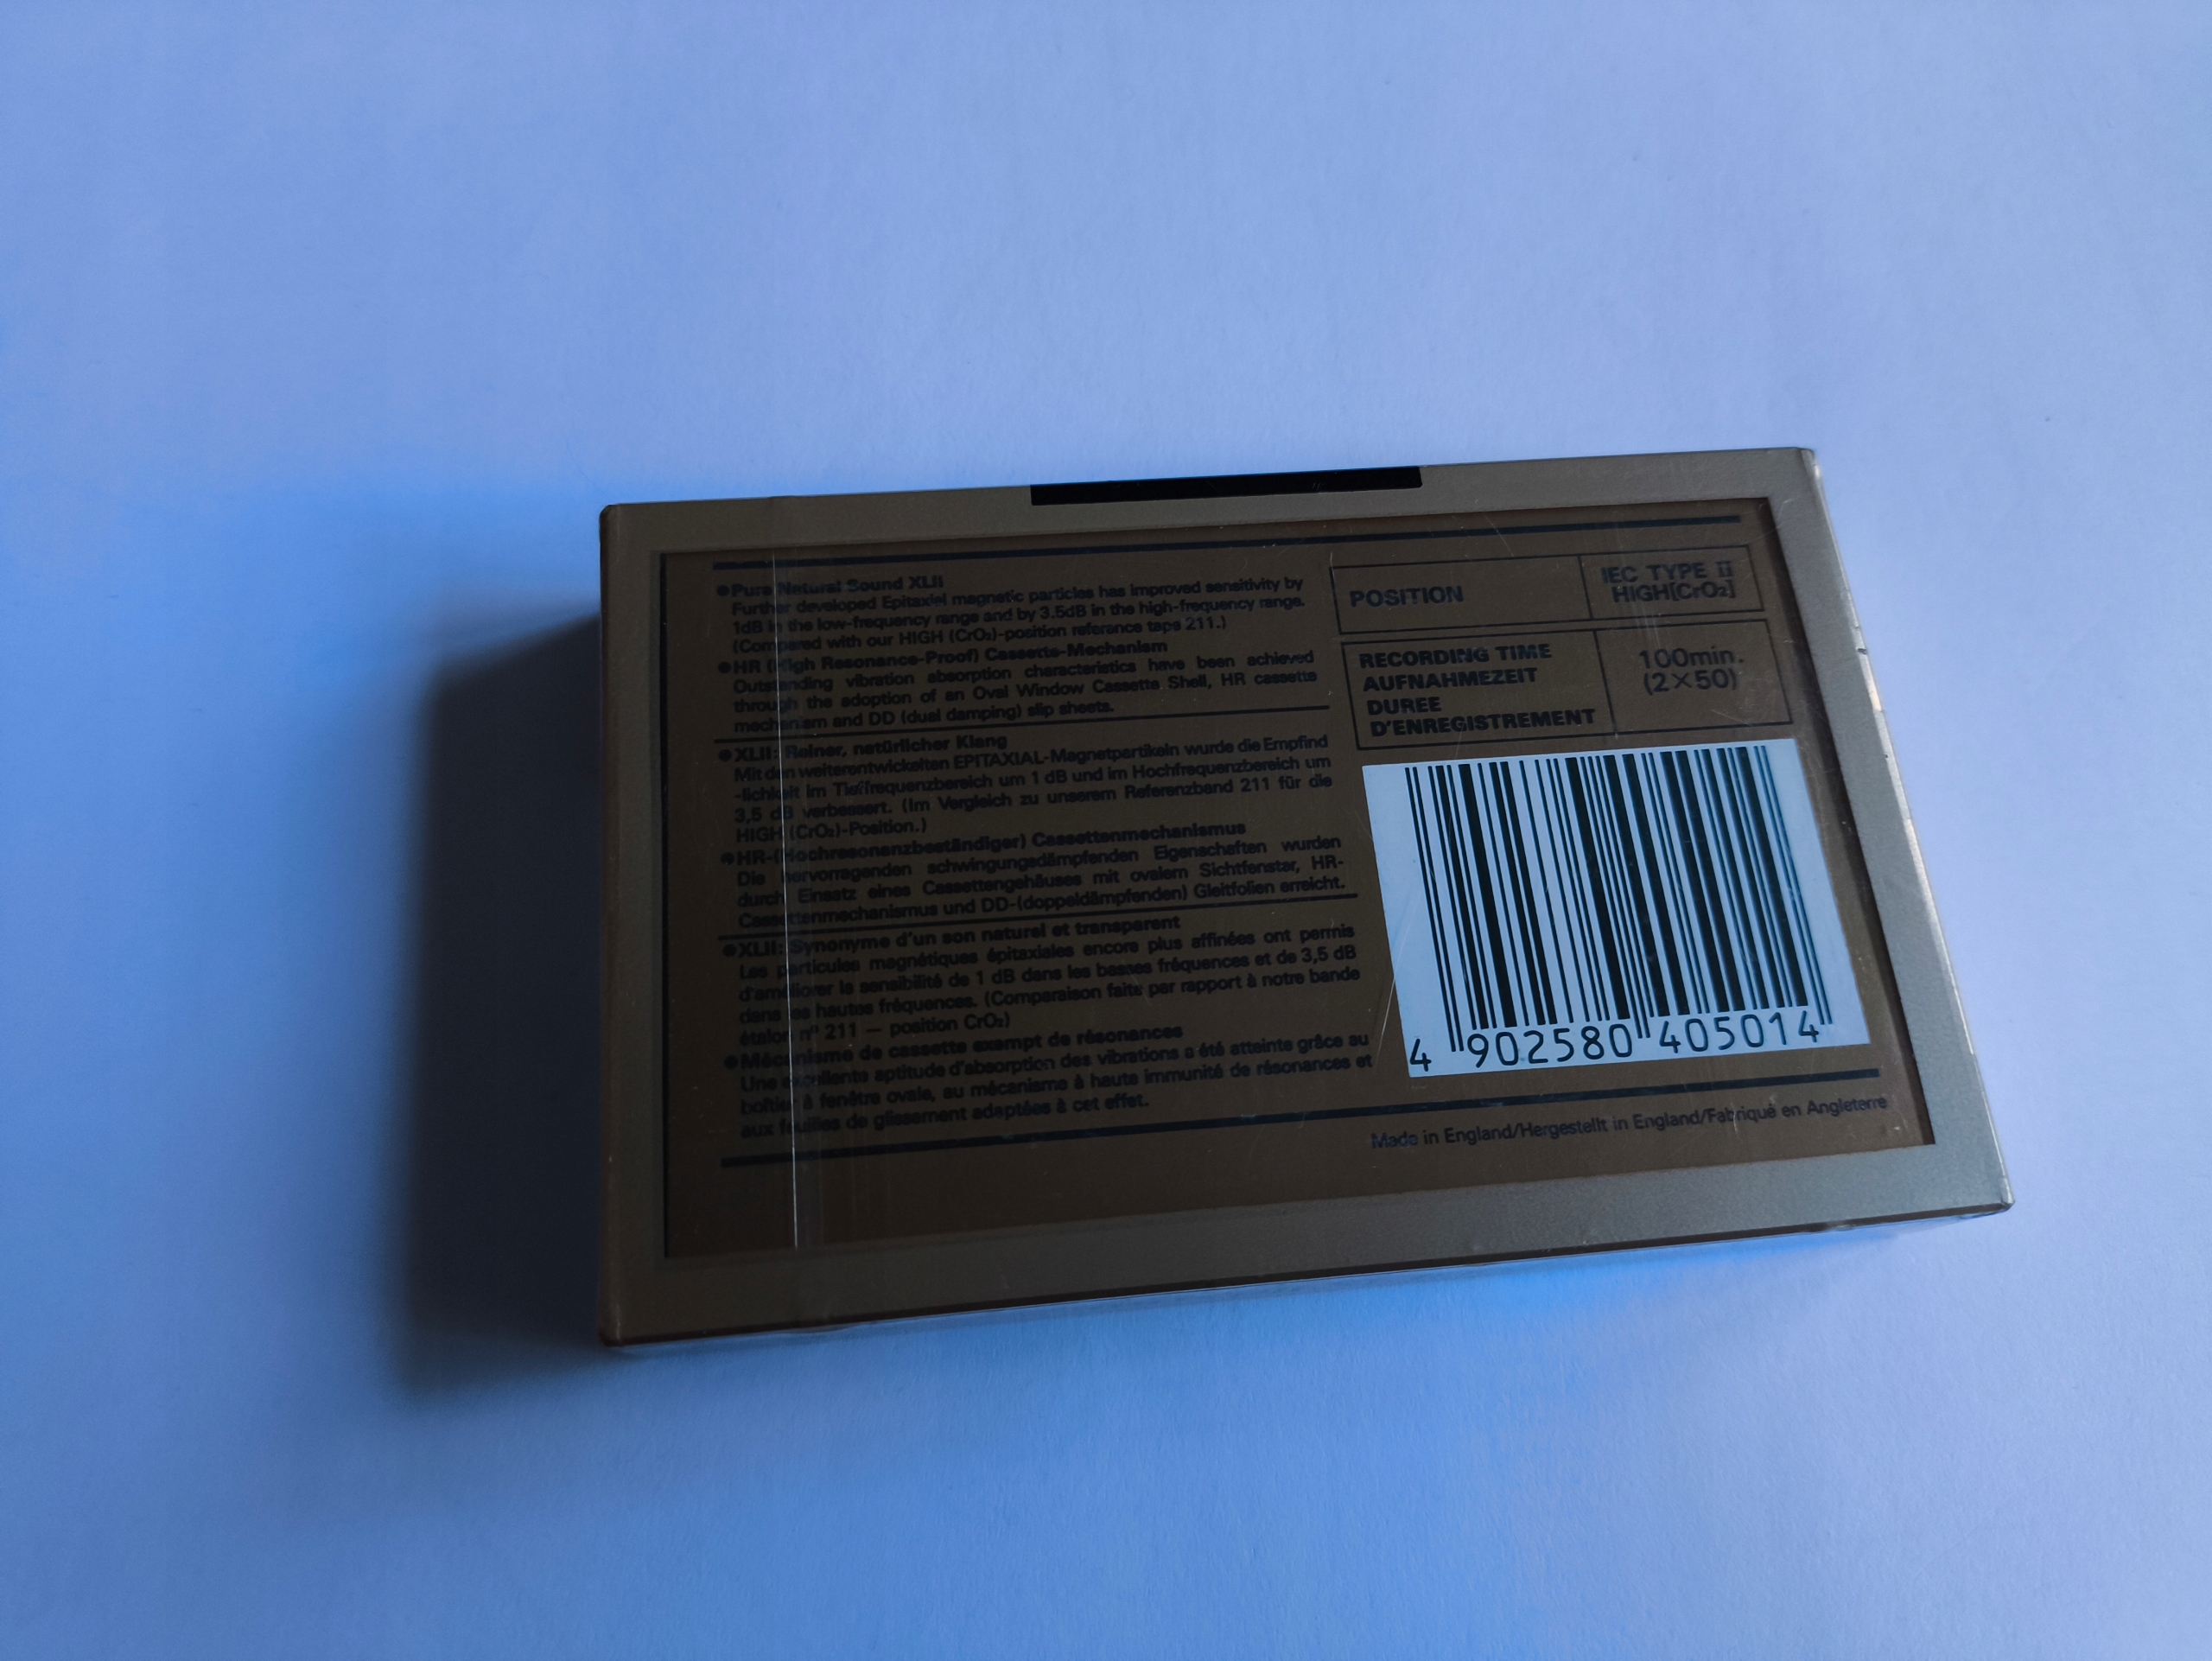 ●Pure Natural Sound XLII
Further developed Epitaxial magnetic particles has improved sensitivity by
1dB in the low-frequency range and by 3.5dB in the high-frequency range.
(Compared with our HIGH (CrO₂)-position reference tape 211.)
●HR (High Resonance-Proof) Cassette-Mechanism
Outstanding vibration absorption characteristics have been achieved
through the adoption of an Oval Window Cassette Shell, HR cassette
mechanism and DD (dual damping) slip sheets.
●XLII: Reiner, natürlicher Klang
Mit den weiterentwickelten EPITAXIAL-Magnetpartikeln wurde die Empfind
-lichkeit im Tieffrequenzbereich um 1 dB und im Hochfrequenzbereich um
3,5 dB verbessert. (Im Vergleich zu unserem Referenzband 211 für die
HIGH (CrO₂)-Position.)
●HR-(Hochresonanzbeständiger) Cassettenmechanismus
Die hervorragenden schwingungsdämpfenden Eigenschaften wurden
durch Einsatz eines Cassettengehäuses mit ovalem Sichtfenstar, HR-
Cassettenmechanismus und DD-(doppeldämpfenden) Gleitfolien erreicht.
●XLII: Synonyme d'un son naturel et transparent
Les particules magnétiques épitaxiales encore plus affinées ont permis
d'améliorer la sensibilité de 1 dB dans les basses fréquences et de 3,5 dB
dans les hautes fréquences. (Comparaison faite par rapport à notre bande
étalon n° 211 — position CrO₂)
●Mécanisme de cassette exempt de résonances
Une excellente aptitude d'absorption des vibrations a été atteinte grâce au
boîtier à fenêtre ovale, au mécanisme à haute immunité de résonances et
aux feuilles de glissement adaptées à cet effet.
POSITION
IEC TYPE II
HIGH[CrO₂]
RECORDING TIME
AUFNAHMEZEIT
DUREE
D'ENREGISTREMENT
100min.
(2×50)
4 902580 405014
Made in England/Hergestellt in England/Fabriqué en Angleterre